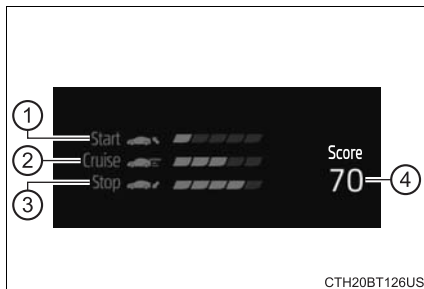 1
Start
2
Cruise
Score
3
Stop
70
4
CTH20BT126US